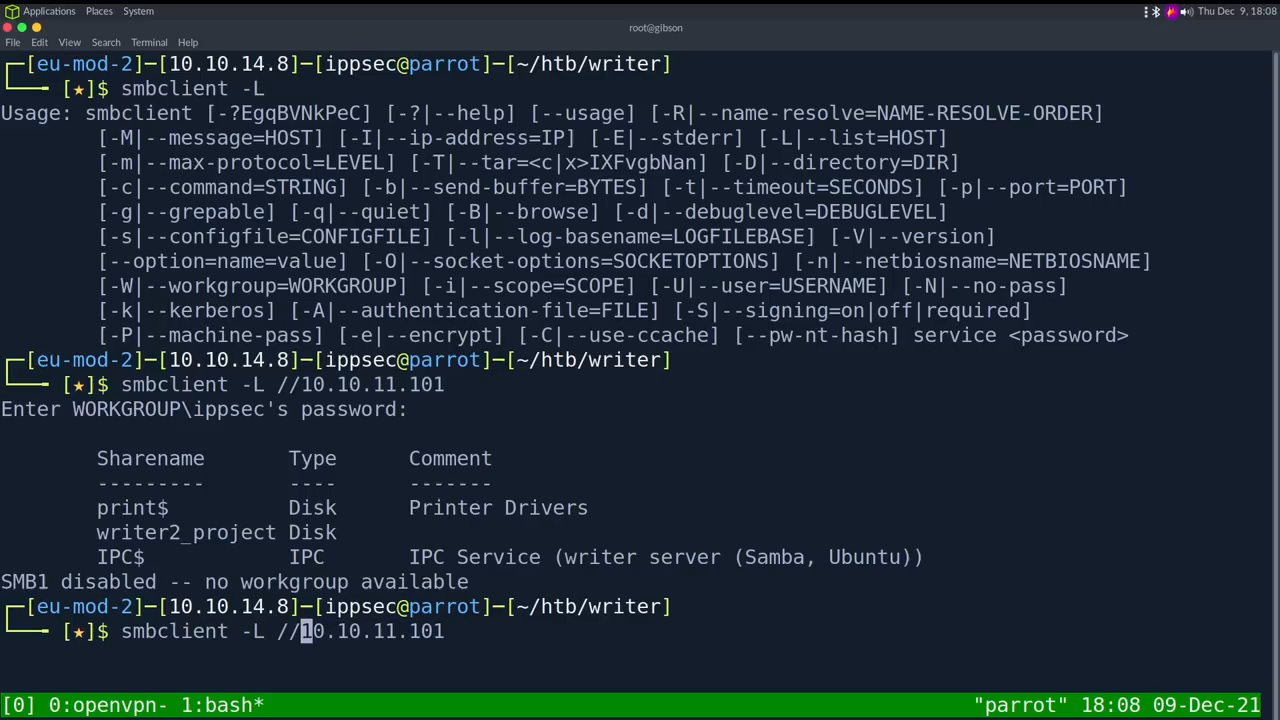 Applications Places System Thu Dec 9, 18:08
root@gibson
File Edit View Search Terminal Help
┌─[eu-mod-2]─[10.10.14.8]─[ippsec@parrot]─[~/htb/writer]
└──╼ [★]$ smbclient -L
Usage: smbclient [-?EgqBVNkPeC] [-?|--help] [--usage] [-R|--name-resolve=NAME-RESOLVE-ORDER]
[-M|--message=HOST] [-I|--ip-address=IP] [-E|--stderr] [-L|--list=HOST]
[-m|--max-protocol=LEVEL] [-T|--tar=<c|x>IXFvgbNan] [-D|--directory=DIR]
[-c|--command=STRING] [-b|--send-buffer=BYTES] [-t|--timeout=SECONDS] [-p|--port=PORT]
[-g|--grepable] [-q|--quiet] [-B|--browse] [-d|--debuglevel=DEBUGLEVEL]
[-s|--configfile=CONFIGFILE] [-l|--log-basename=LOGFILEBASE] [-V|--version]
[--option=name=value] [-O|--socket-options=SOCKETOPTIONS] [-n|--netbiosname=NETBIOSNAME]
[-W|--workgroup=WORKGROUP] [-i|--scope=SCOPE] [-U|--user=USERNAME] [-N|--no-pass]
[-k|--kerberos] [-A|--authentication-file=FILE] [-S|--signing=on|off|required]
[-P|--machine-pass] [-e|--encrypt] [-C|--use-ccache] [--pw-nt-hash] service <password>
┌─[eu-mod-2]─[10.10.14.8]─[ippsec@parrot]─[~/htb/writer]
└──╼ [★]$ smbclient -L //10.10.11.101
Enter WORKGROUP\ippsec's password:
Sharename Type Comment
--------- ---- -------
print$ Disk Printer Drivers
writer2_project Disk
IPC$ IPC IPC Service (writer server (Samba, Ubuntu))
SMB1 disabled -- no workgroup available
┌─[eu-mod-2]─[10.10.14.8]─[ippsec@parrot]─[~/htb/writer]
└──╼ [★]$ smbclient -L //10.10.11.101
[0] 0:openvpn- 1:bash* "parrot" 18:08 09-Dec-21